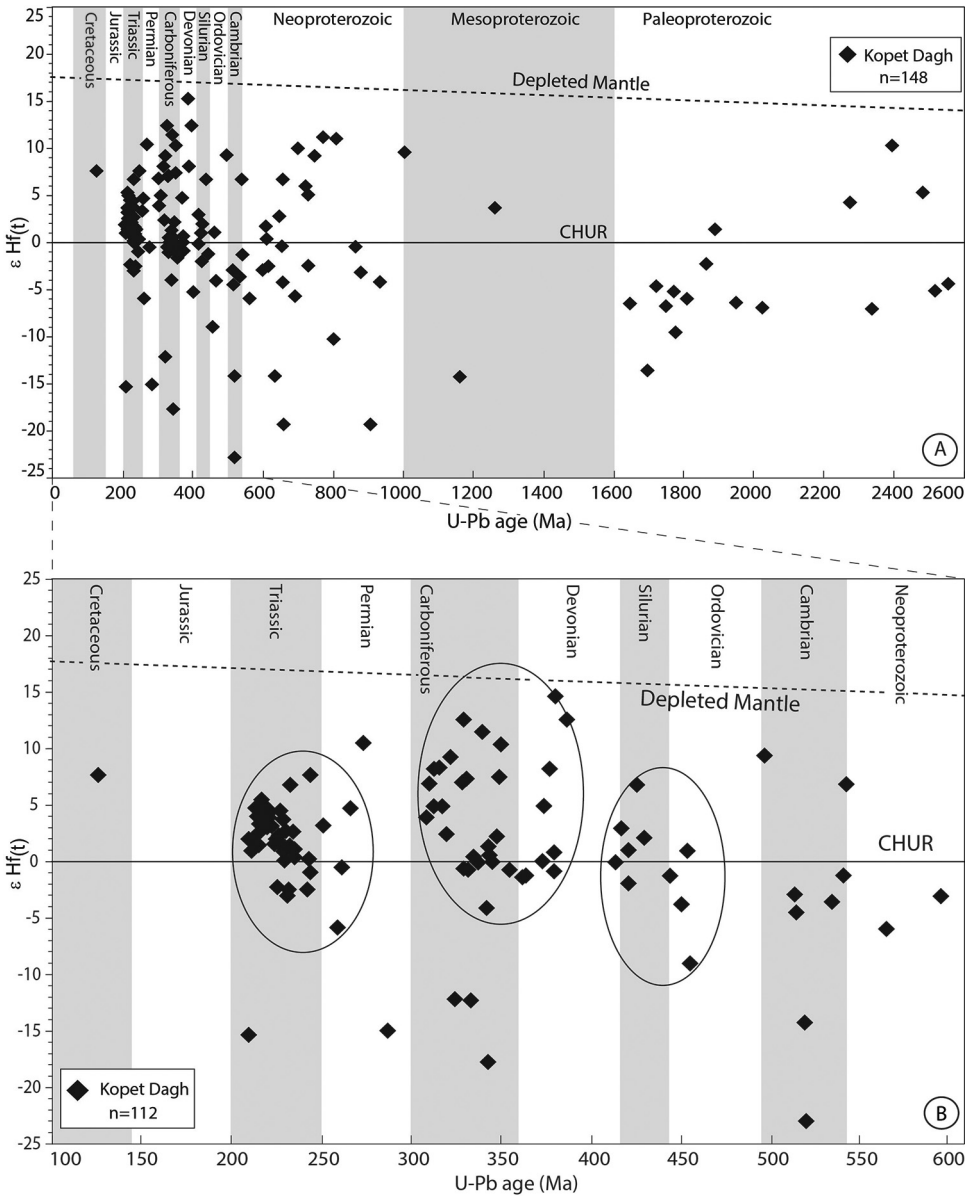 25
20
15
10
5
0
-5
-10
-15
-20
-25
ε Hf(t)
Cretaceous
Jurassic
Triassic
Permian
Carboniferous
Devonian
Silurian
Ordovician
Cambrian
Neoproterozoic
Mesoproterozoic
Paleoproterozoic
Kopet Dagh
n=148
Depleted Mantle
CHUR
A
0 200 400 600 800 1000 1200 1400 1600 1800 2000 2200 2400 2600
U-Pb age (Ma)
25
20
15
10
5
0
-5
-10
-15
-20
-25
ε Hf(t)
Cretaceous
Jurassic
Triassic
Permian
Carboniferous
Devonian
Silurian
Ordovician
Cambrian
Neoproterozoic
Depleted Mantle
CHUR
Kopet Dagh
n=112
B
100 150 200 250 300 350 400 450 500 550 600
U-Pb age (Ma)